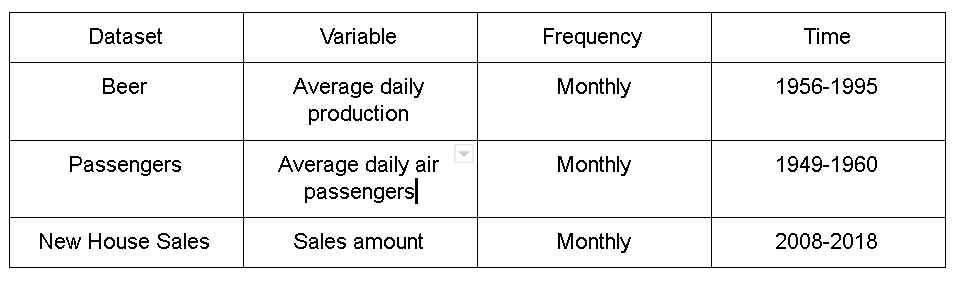 Dataset Variable Frequency Time
Beer Average daily production Monthly 1956-1995
Passengers Average daily air passengers Monthly 1949-1960
New House Sales Sales amount Monthly 2008-2018